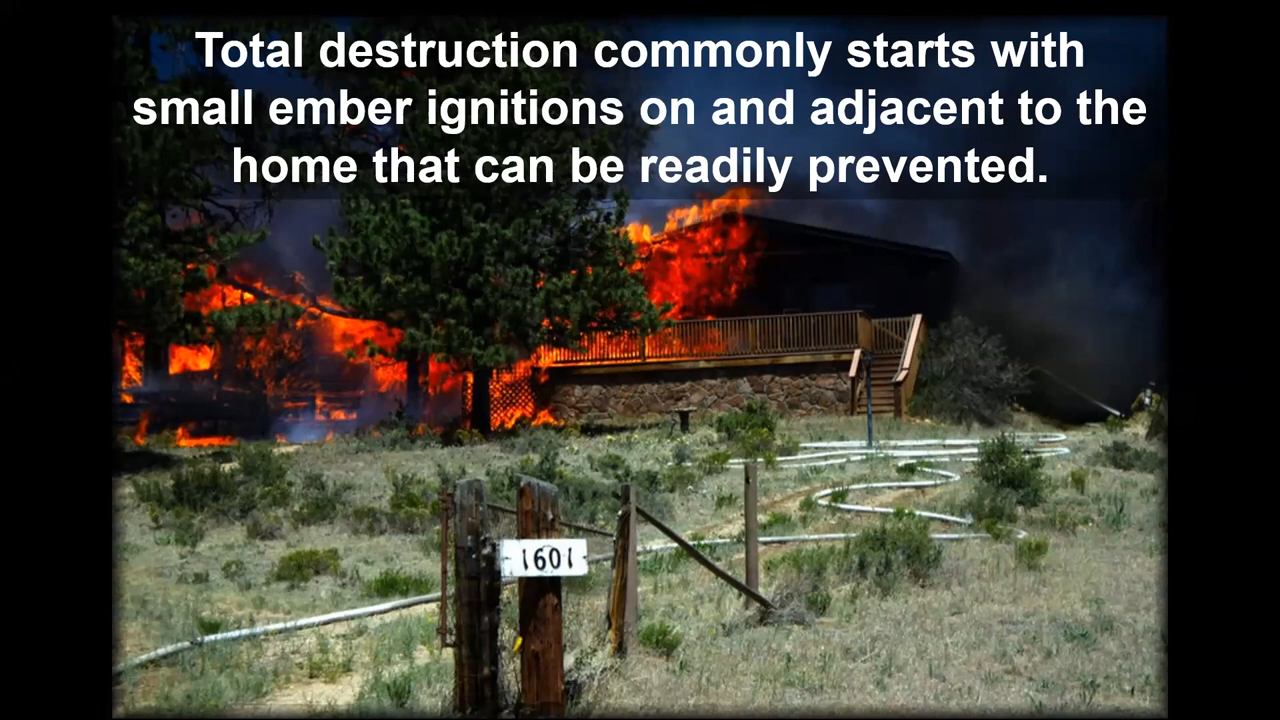 Total destruction commonly starts with
small ember ignitions on and adjacent to the
home that can be readily prevented.
1601